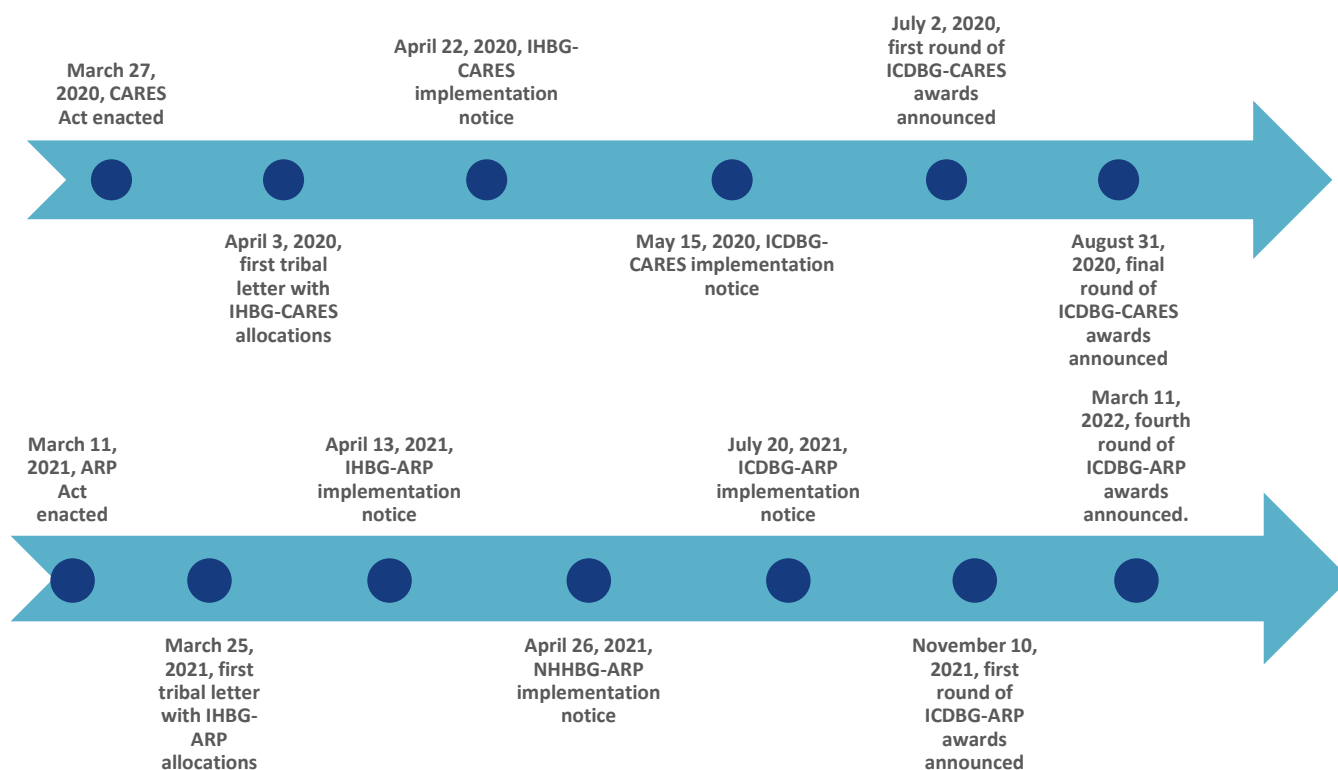 March 27,
2020, CARES
Act enacted
April 3, 2020,
first tribal
letter with
IHBG-CARES
allocations
April 22, 2020, IHBG-
CARES
implementation
notice
May 15, 2020, ICDBG-
CARES implementation
notice
July 2, 2020,
first round of
ICDBG-CARES
awards
announced
August 31,
2020, final
round of
ICDBG-CARES
awards
announced
March 11,
2021, ARP
Act
enacted
March 25,
2021, first
tribal letter
with IHBG-
ARP
allocations
April 13, 2021,
IHBG-ARP
implementation
notice
April 26, 2021,
NHHBG-ARP
implementation
notice
July 20, 2021,
ICDBG-ARP
implementation
notice
November 10,
2021, first
round of
ICDBG-ARP
awards
announced
March 11,
2022, fourth
round of
ICDBG-ARP
awards
announced.